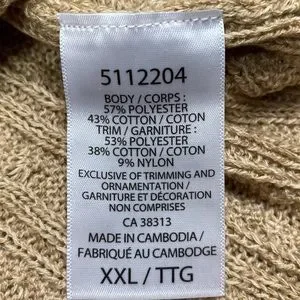 5112204
BODY / CORPS :
57% POLYESTER
43% COTTON / COTON
TRIM / GARNITURE :
53% POLYESTER
38% COTTON / COTON
9% NYLON
EXCLUSIVE OF TRIMMING AND
ORNAMENTATION /
GARNITURE ET DÉCORATION
NON COMPRISES
CA 38313
MADE IN CAMBODIA /
FABRIQUÉ AU CAMBODGE
XXL / TTG